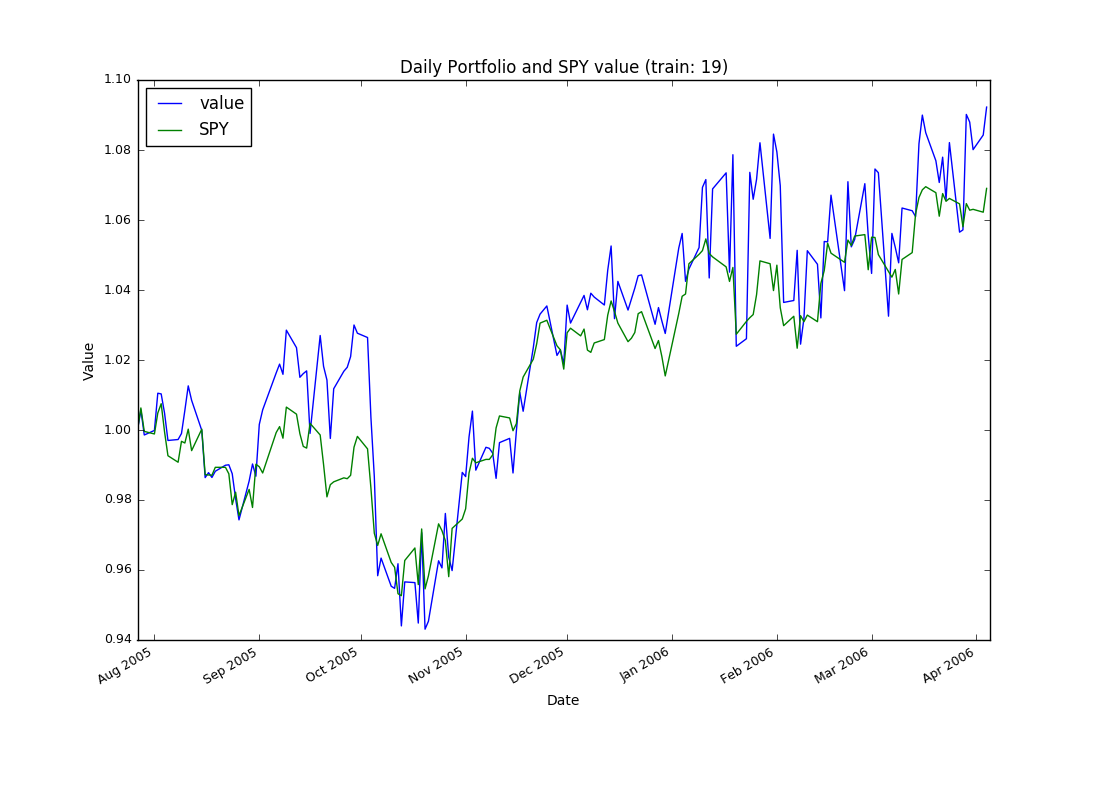 Daily Portfolio and SPY value (train: 19)
value
SPY
1.10
1.08
1.06
1.04
1.02
1.00
0.98
0.96
0.94
Value
Aug 2005
Sep 2005
Oct 2005
Nov 2005
Dec 2005
Jan 2006
Feb 2006
Mar 2006
Apr 2006
Date